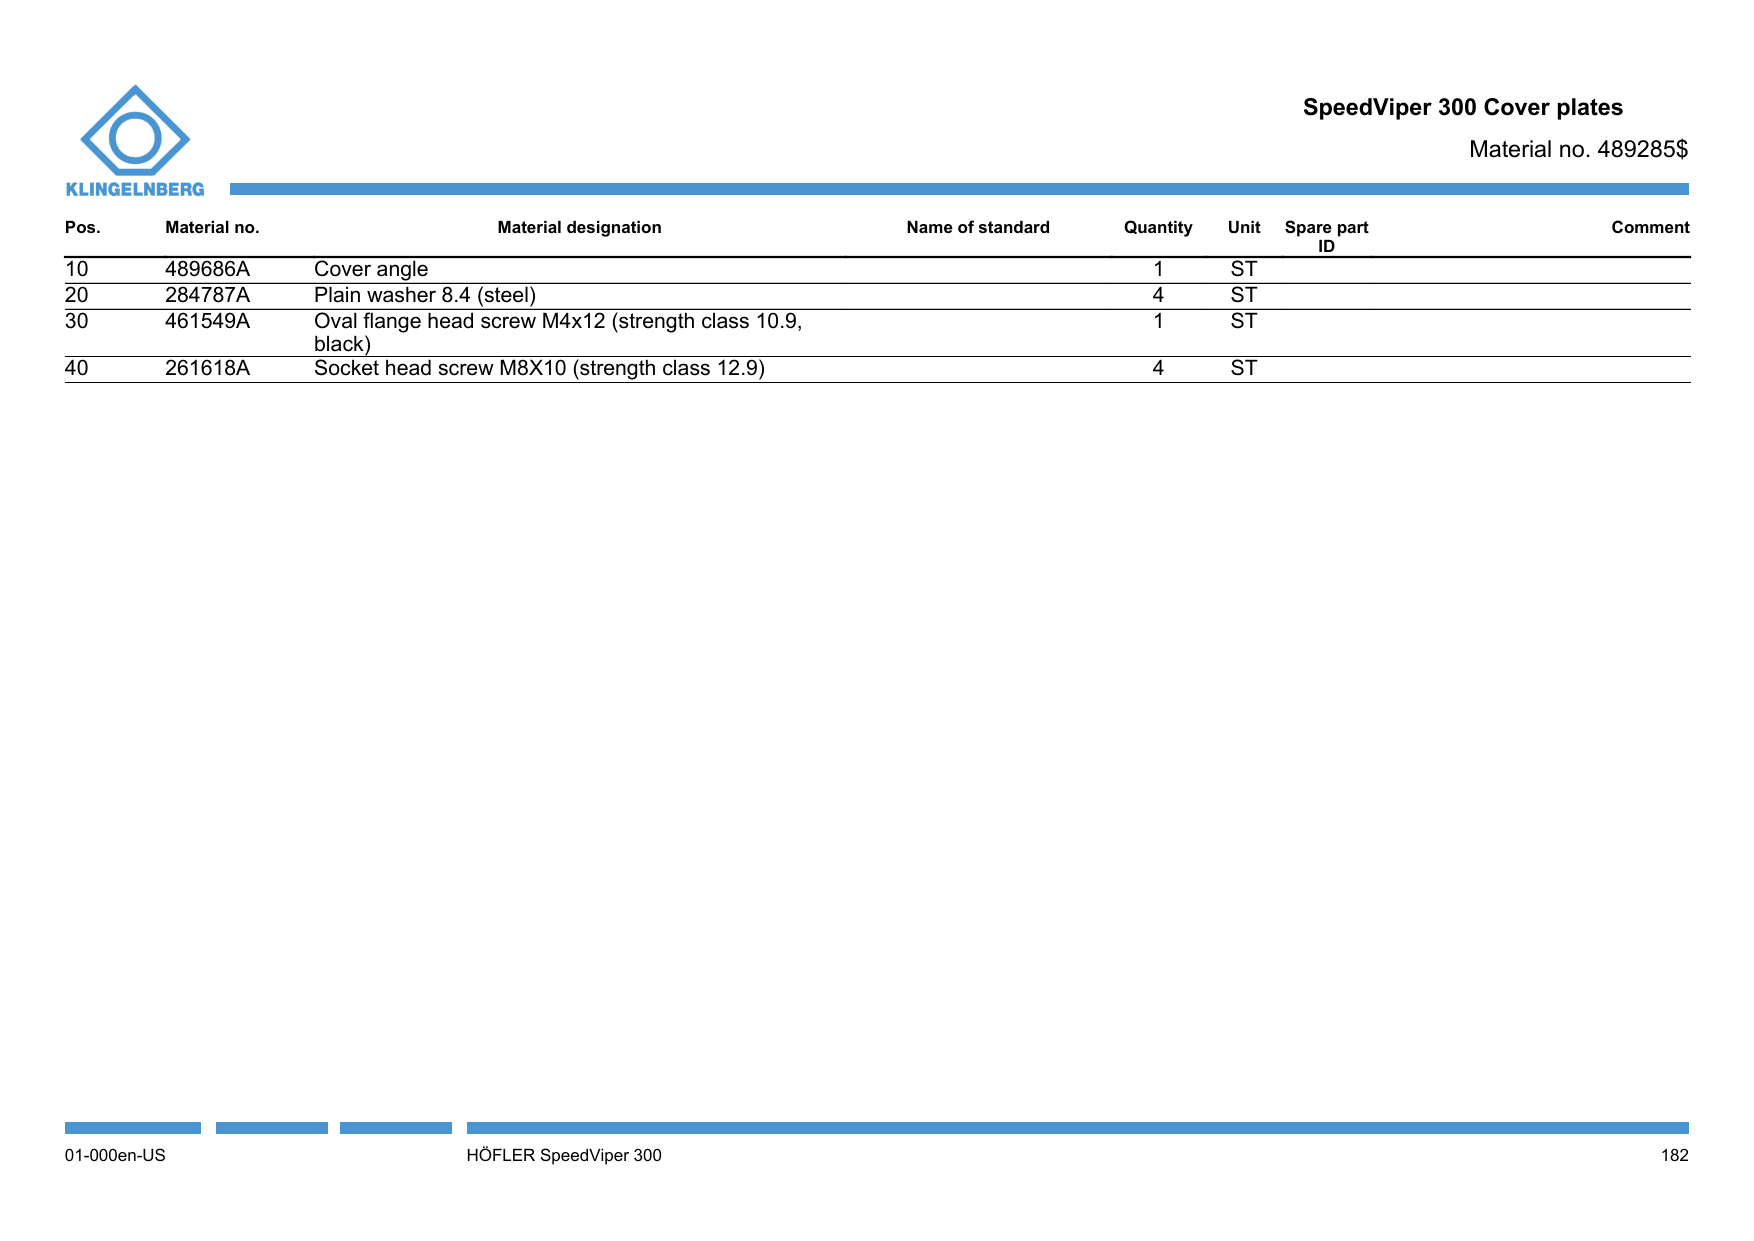 SpeedViper 300 Cover plates
Material no. 489285$
KLINGELNBERG
Pos. Material no. Material designation Name of standard Quantity Unit Spare part Comment
ID
10 489686A Cover angle 1 ST
20 284787A Plain washer 8.4 (steel) 4 ST
30 461549A Oval flange head screw M4x12 (strength class 10.9, 1 ST
black)
40 261618A Socket head screw M8X10 (strength class 12.9) 4 ST
01-000en-US HÖFLER SpeedViper 300 182